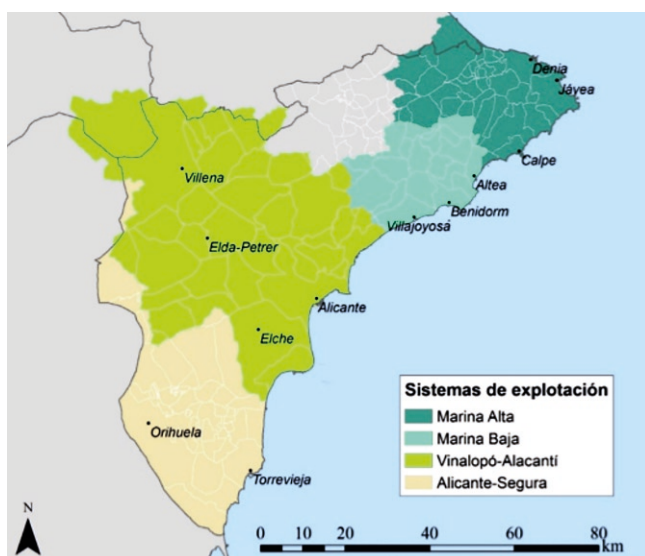 Denia
Jáyea
Calpe
Villena
Altea
Benidorm
Villajoyosa
Elda-Petrer
Alicante
Elche
Sistemas de explotación
Marina Alta
Marina Baja
Vinalopó-Alacantí
Alicante-Segura
Orihuela
Torrevieja
N
0 10 20 40 60 80
km